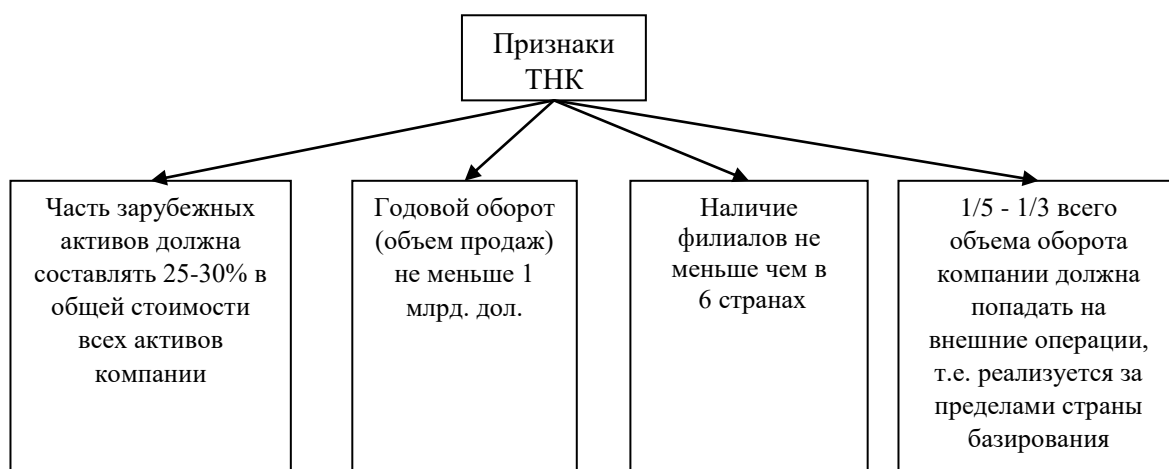 Признаки
ТНК
Часть зарубежных
активов должна
составлять 25-30% в
общей стоимости
всех активов
компании
Годовой оборот
(объем продаж)
не меньше 1
млрд. дол.
Наличие
филиалов не
меньше чем в
6 странах
1/5 - 1/3 всего
объема оборота
компании должна
попадать на
внешние операции,
т.е. реализуется за
пределами страны
базирования